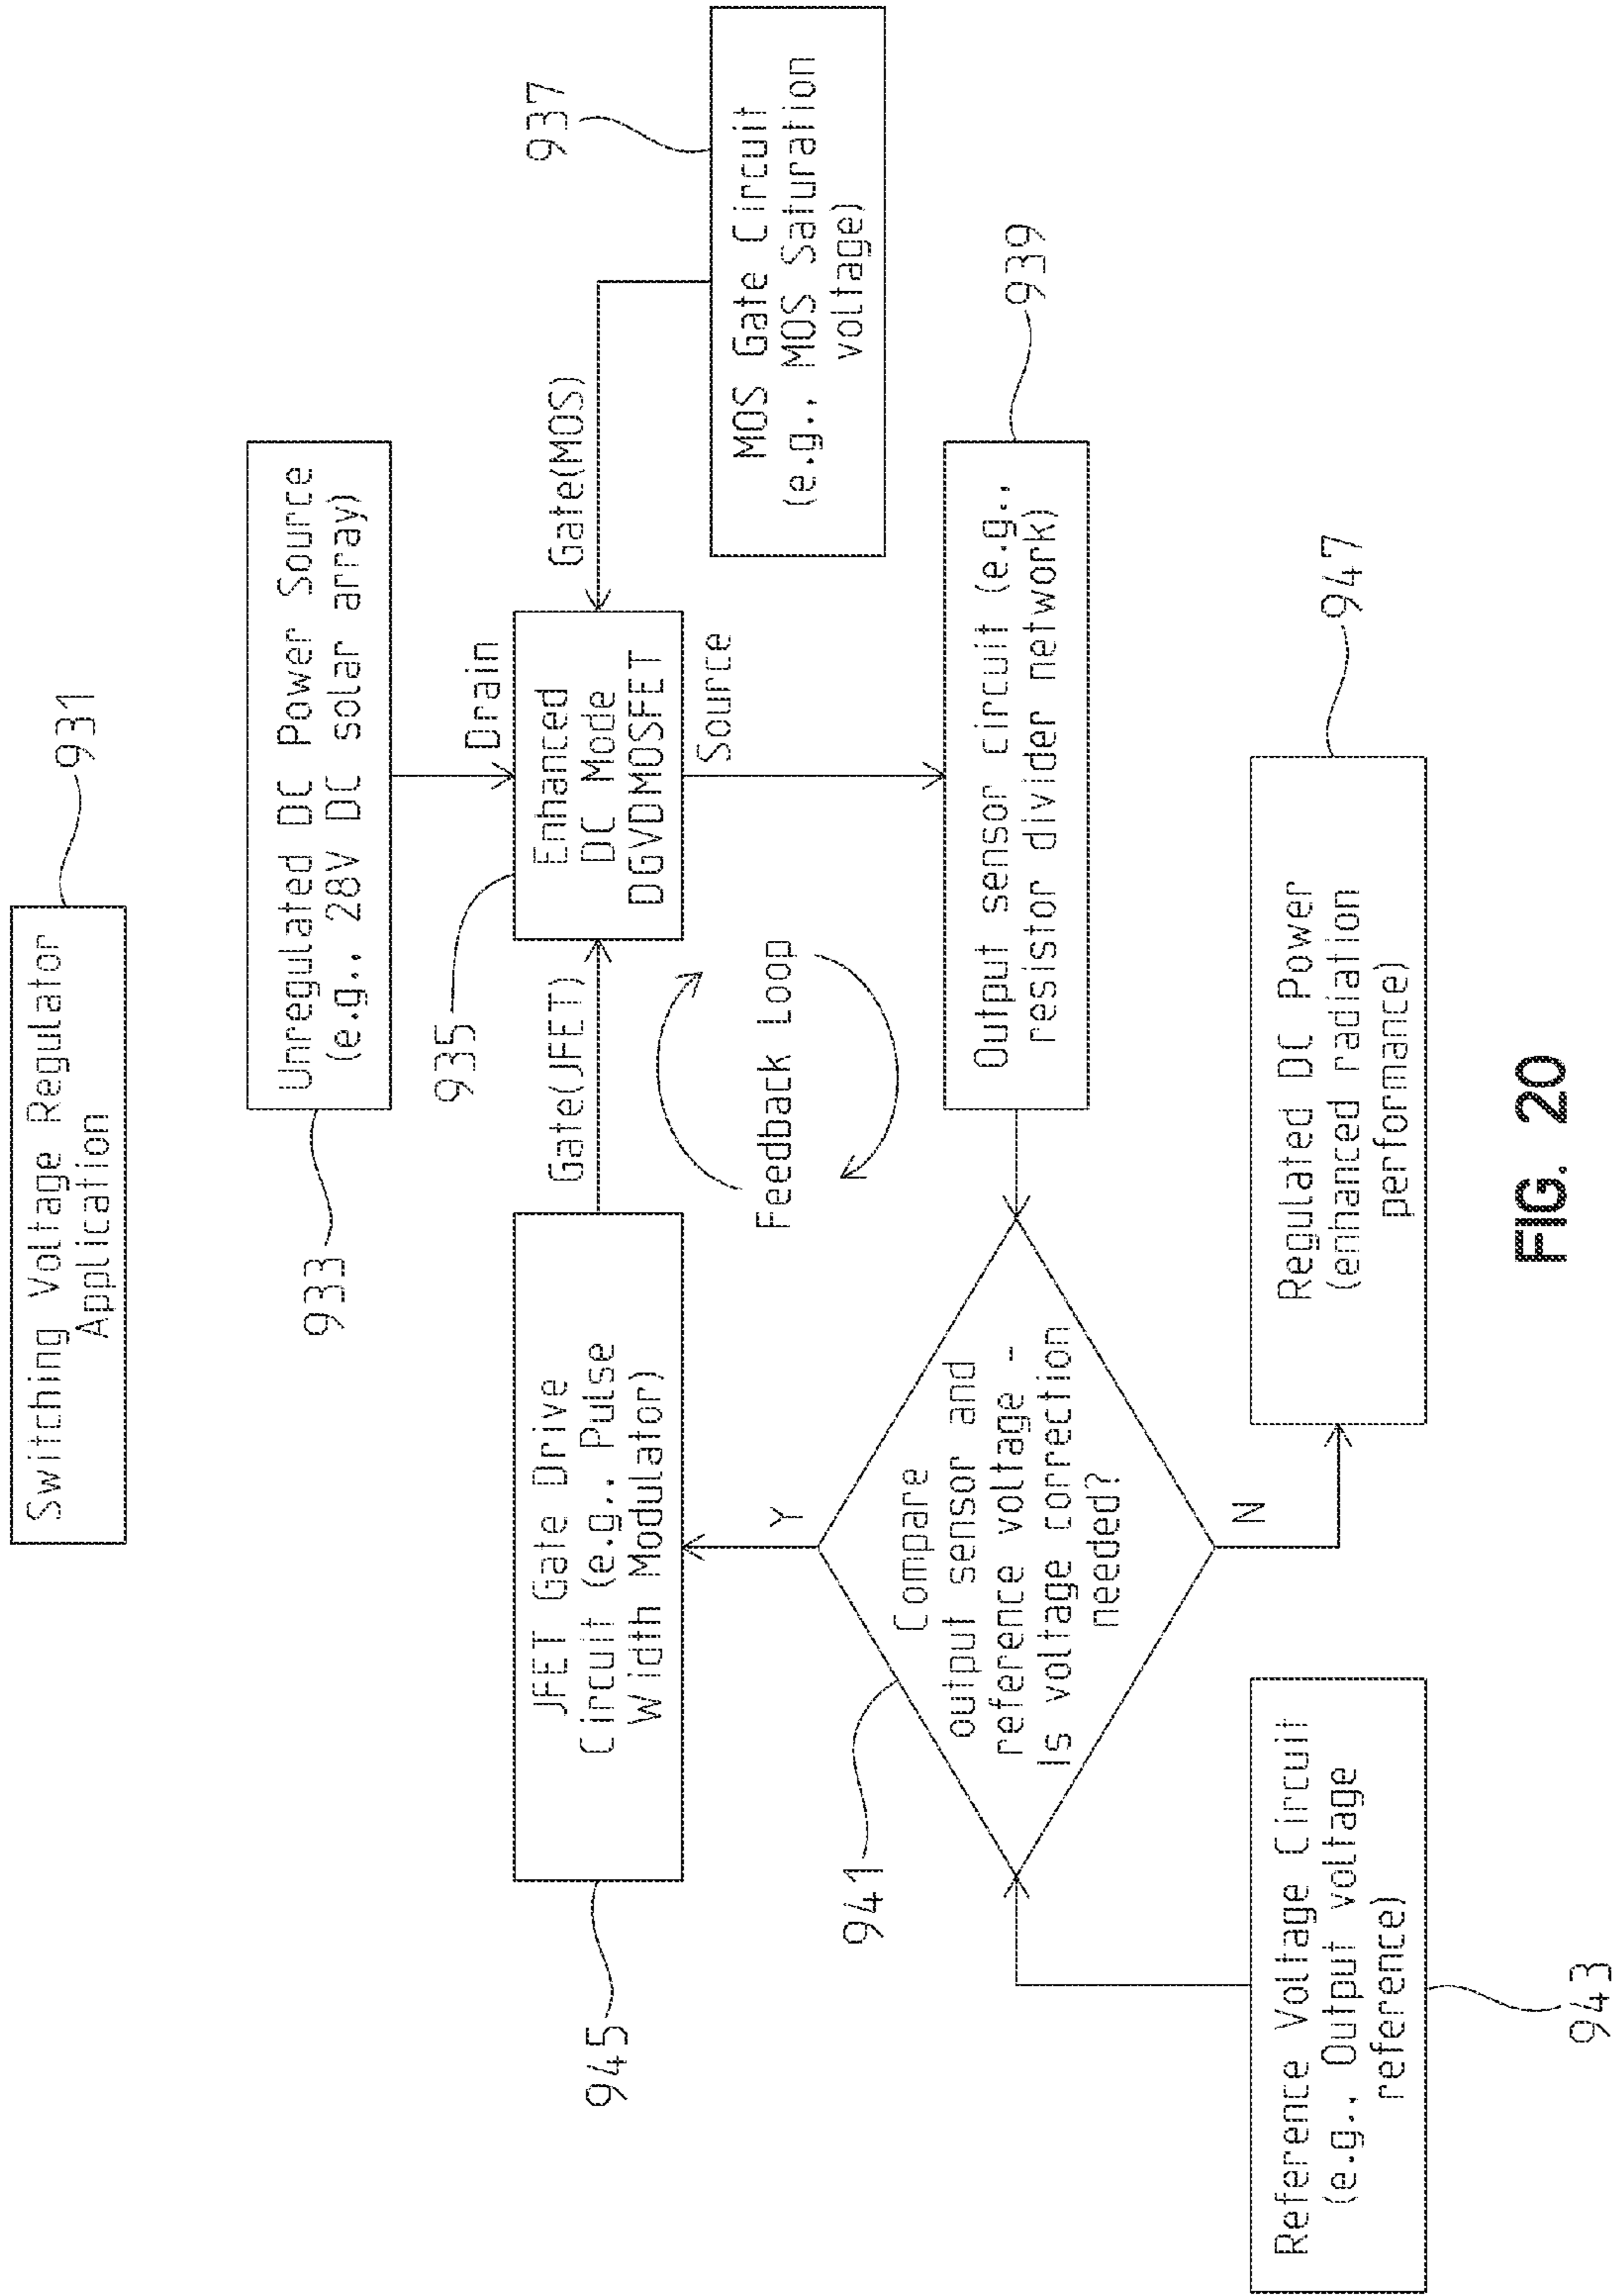 Switching Voltage Regulator
Application
931
Unregulated DC Power Source
(e.g., 28V DC solar array)
933
Drain
935
Enhanced
DC Mode
DGVDMOSFET
Gate(MOS)
937
MOS Gate Circuit
(e.g., MOS Saturation
voltage)
Source
Gate(JFET)
JFET Gate Drive
Circuit (e.g., Pulse
Width Modulator)
945
Feedback Loop
Output sensor circuit (e.g.,
resistor divider network)
939
Y
Compare
output sensor and
reference voltage -
Is voltage correction
needed?
941
N
Reference Voltage Circuit
(e.g., Output voltage
reference)
943
Regulated DC Power
(enhanced radiation
performance)
947
FIG. 20